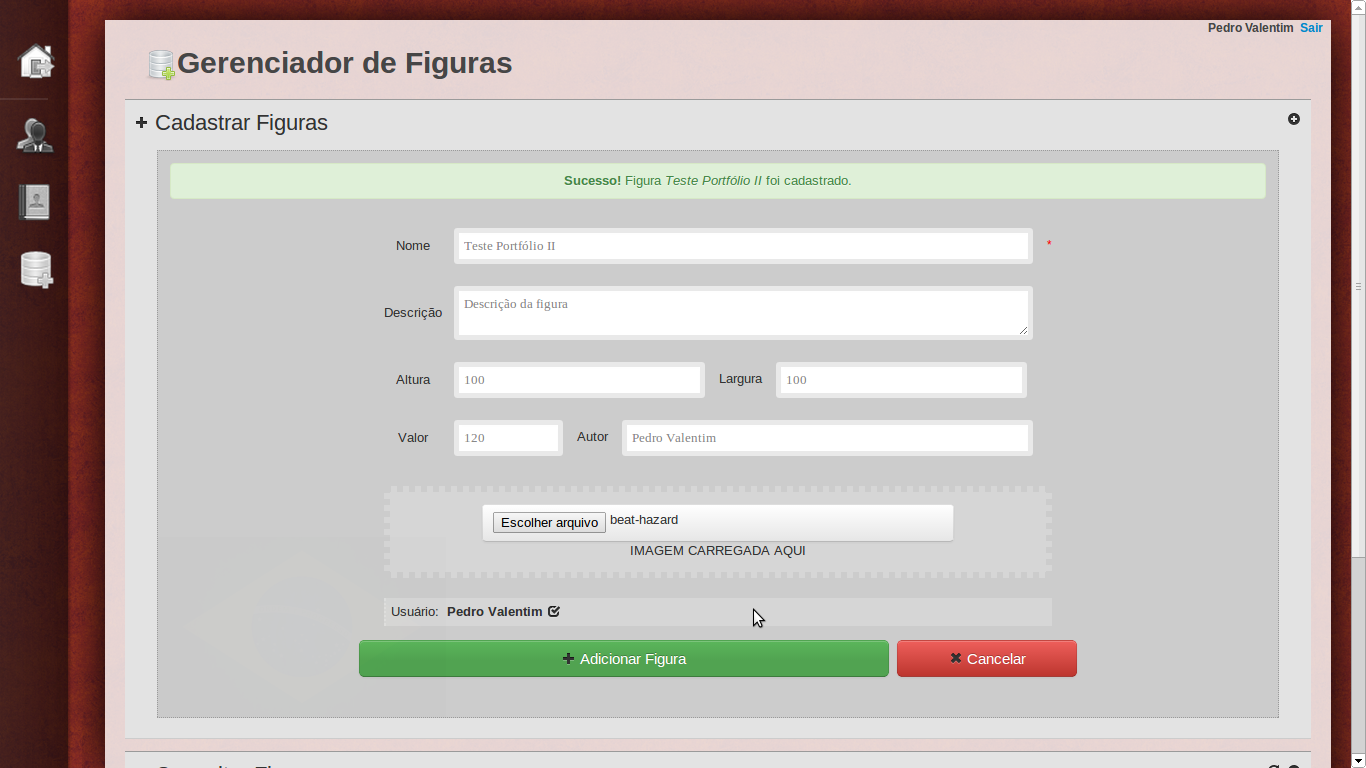 Pedro Valentim Sair
Gerenciador de Figuras
Cadastrar Figuras
Sucesso! Figura Teste Portfólio II foi cadastrado.
Nome Teste Portfólio II *
Descrição Descrição da figura
Altura 100 Largura 100
Valor 120 Autor Pedro Valentim
Escolher arquivo beat-hazard
IMAGEM CARREGADA AQUI
Usuário: Pedro Valentim
Adicionar Figura Cancelar